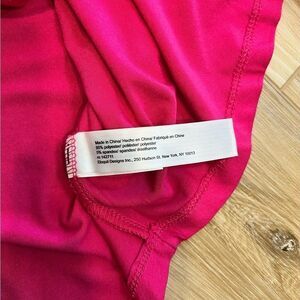 Made in China/ Hecho en China/ Fabriqué en Chine
95% polyester/ poliéster/ polyester
5% spandex/ spandex/ élasthanne
Eloquii Designs Inc., 250 Hudson St. New York, NY 10013